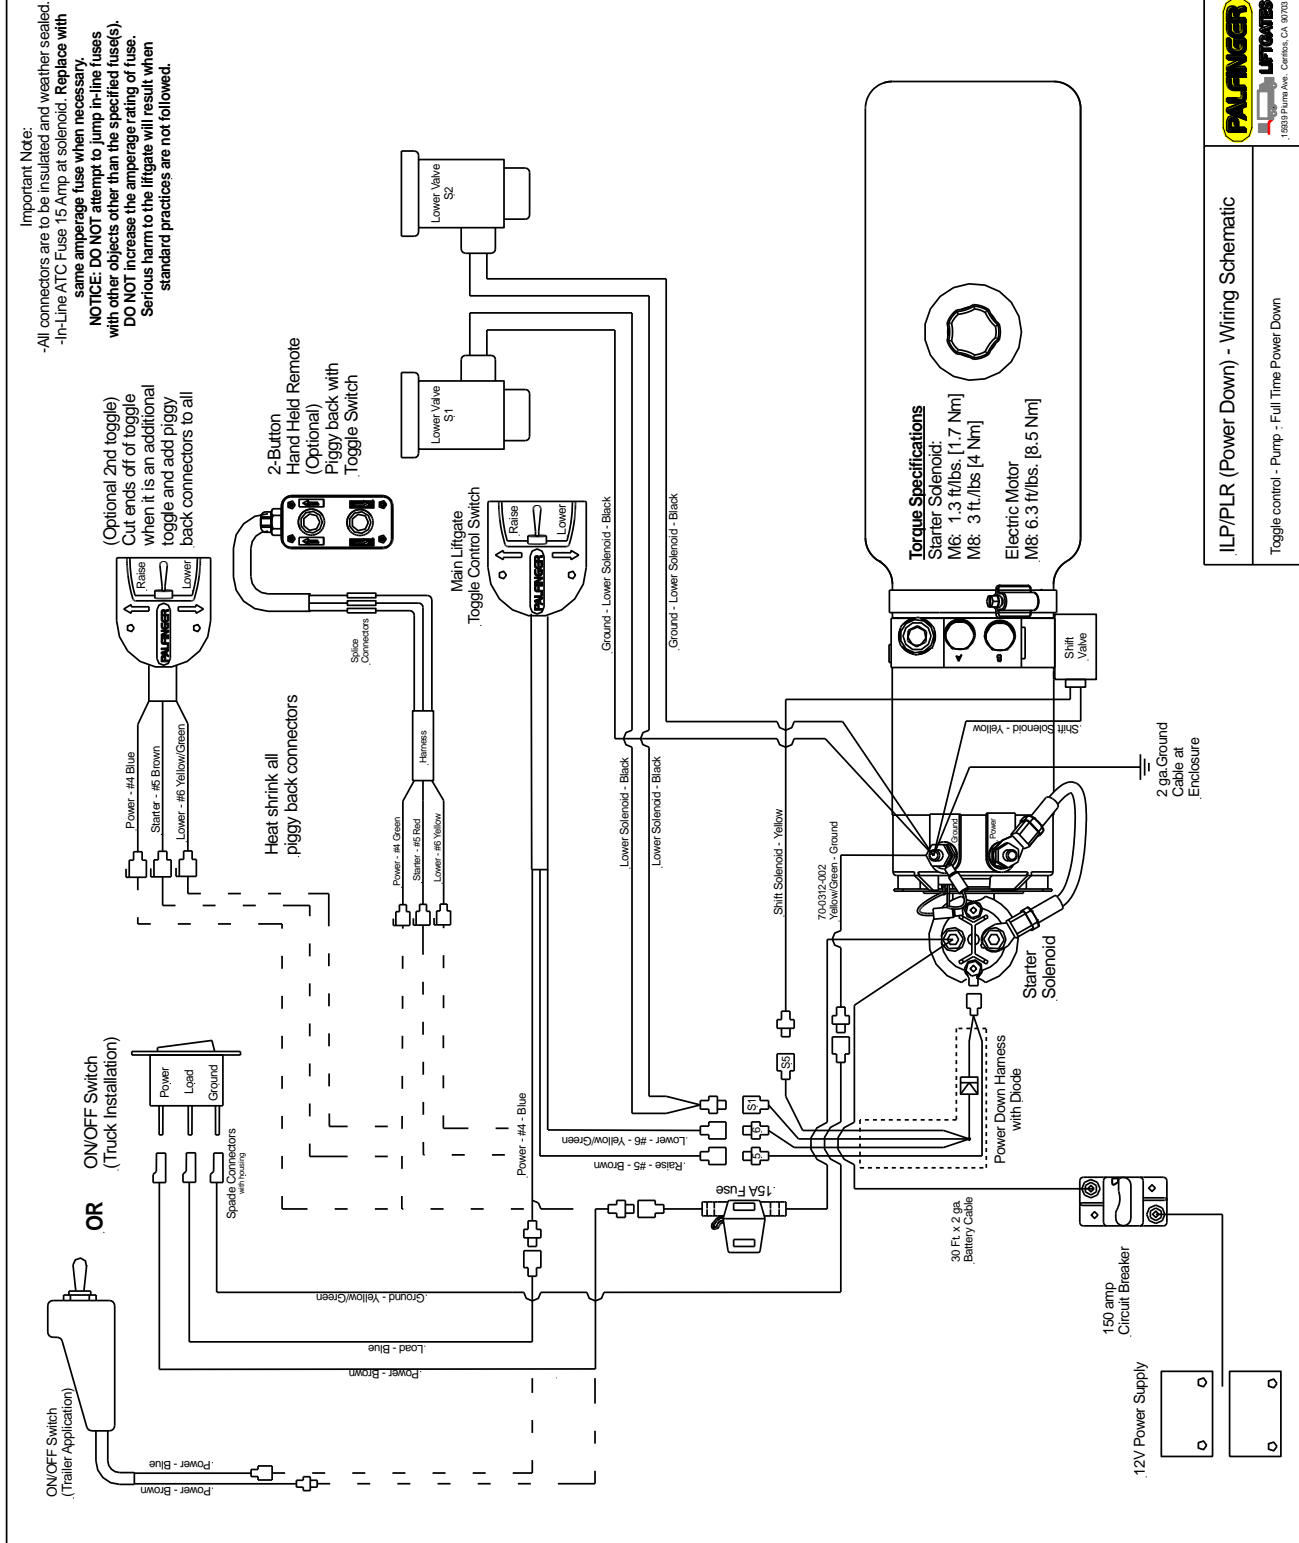 Important Note:
-All connectors are to be insulated and weather sealed.
-In-Line ATC Fuse 15 Amp at solenoid. Replace with
same amperage fuse when necessary.
NOTICE: DO NOT attempt to jump in-line fuses
with other objects other than the specified fuse(s).
DO NOT increase the amperage rating of fuse.
Serious harm to the liftgate will result when
standard practices are not followed.
(Optional 2nd toggle)
Cut ends off of toggle
when it is an additional
toggle and add piggy
back connectors to all
Raise
Lower
PALFINGER
Power - #4 Blue
Starter - #5 Brown
Lower - #6 Yellow/Green
2-Button
Hand Held Remote
(Optional)
Piggy back with
Toggle Switch
Splice
Connectors
Harness
Heat shrink all
piggy back connectors
Power - #4 Green
Starter - #5 Red
Lower - #6 Yellow
Main Liftgate
Toggle Control Switch
Raise
Lower
PALFINGER
Lower Valve
S1
Lower Valve
S2
Ground - Lower Solenoid - Black
Ground - Lower Solenoid - Black
Lower Solenoid - Black
Lower Solenoid - Black
ON/OFF Switch
(Truck Installation)
Power
Load
Ground
Spade Connectors
with housing
OR
ON/OFF Switch
(Trailer Application)
Power - Blue
Power - Brown
Ground - Yellow/Green
Load - Blue
Power - Brown
Power - #4 - Blue
Lower - #6 - Yellow/Green
Raise - #5 - Brown
15A Fuse
S1
6
5
S5
Shift Solenoid - Yellow
70-0312-002
Yellow/Green - Ground
Power Down Harness
with Diode
30 Ft. x 2 ga.
Battery Cable
150 amp
Circuit Breaker
12V Power Supply
Starter
Solenoid
Ground
Power
Shift Solenoid - Yellow
2 ga.Ground
Cable at
Enclosure
Shift
Valve
A
B
Torque Specifications
Starter Solenoid:
M6: 1.3 ft/lbs. [1.7 Nm]
M8: 3 ft./lbs [4 Nm]
Electric Motor
M8: 6.3 ft/lbs. [8.5 Nm]
ILP/PLR (Power Down) - Wiring Schematic
Toggle control - Pump - Full Time Power Down
PALFINGER
LIFTGATES
15939 Piuma Ave. Cerritos, CA 90703